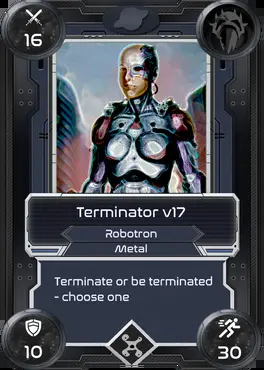 16
Terminator v17
Robotron
Metal
Terminate or be terminated
- choose one
10
30